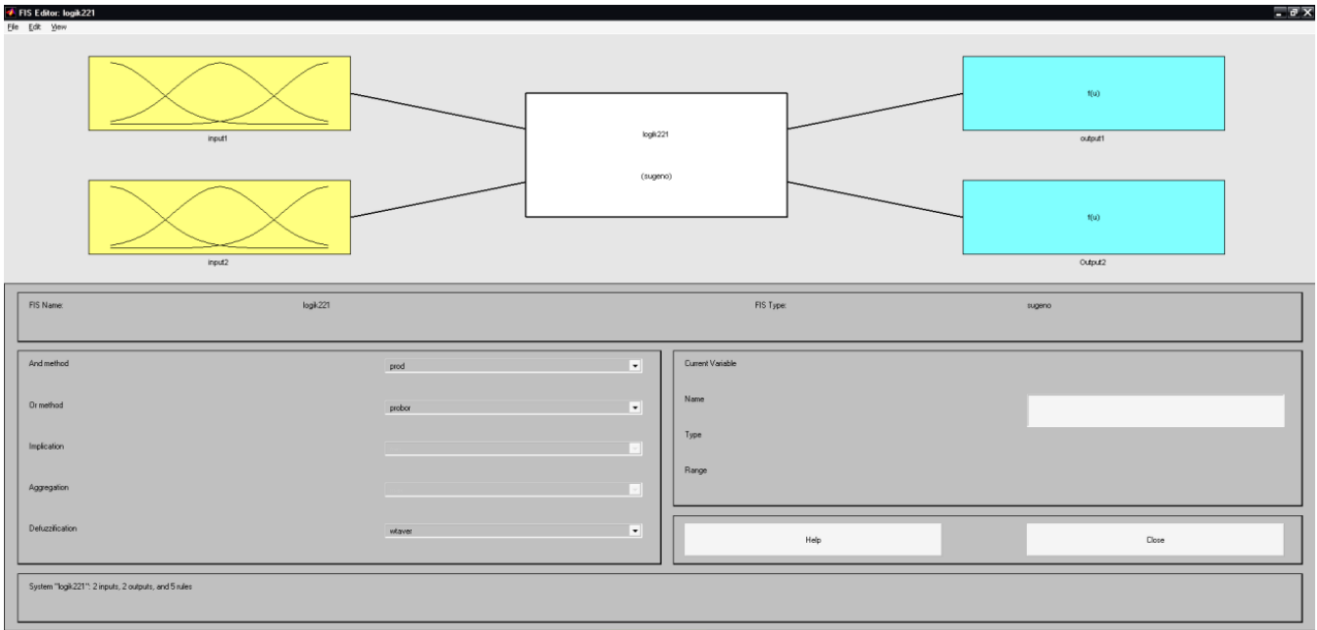 FIS Editor: logik221
File Edit View
input1
logik221
(sugeno)
f(u)
output1
input2
f(u)
Output2
FIS Name: logik221 FIS Type: sugeno
And method prod
Or method probor
Implication
Aggregation
Defuzzification wtaver
Current Variable
Name
Type
Range
Help Close
System "logik221": 2 inputs, 2 outputs, and 5 rules